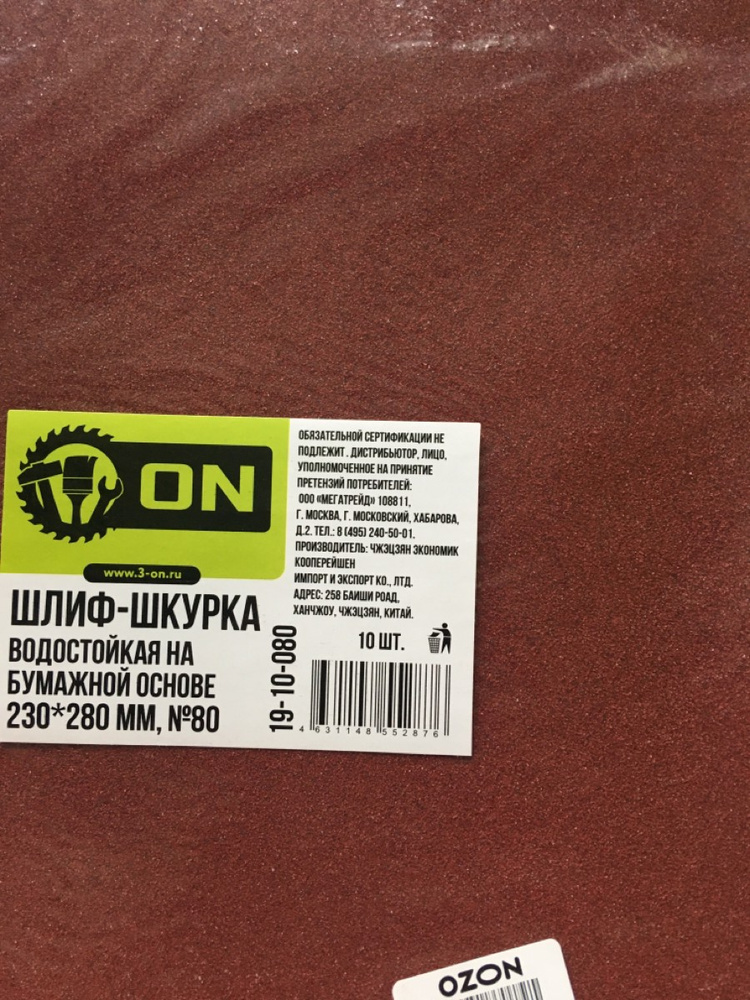 ON
www.3-on.ru
ШЛИФ-ШКУРКА
ВОДОСТОЙКАЯ НА
БУМАЖНОЙ ОСНОВЕ
230*280 ММ, №80
19-10-080
ОБЯЗАТЕЛЬНОЙ СЕРТИФИКАЦИИ НЕ
ПОДЛЕЖИТ. ДИСТРИБЬЮТОР, ЛИЦО,
УПОЛНОМОЧЕННОЕ НА ПРИНЯТИЕ
ПРЕТЕНЗИЙ ПОТРЕБИТЕЛЕЙ:
ООО «МЕГАТРЕЙД» 108811,
Г. МОСКВА, Г. МОСКОВСКИЙ, ХАБАРОВА,
Д.2. ТЕЛ.: 8 (495) 240-50-01.
ПРОИЗВОДИТЕЛЬ: ЧЖЭЦЗЯН ЭКОНОМИК
КООПЕРЕЙШЕН
ИМПОРТ И ЭКСПОРТ КО., ЛТД.
АДРЕС: 258 БАИШИ РОАД,
ХАНЧЖОУ, ЧЖЭЦЗЯН, КИТАЙ.
10 ШТ.
4 631148 552876
OZON